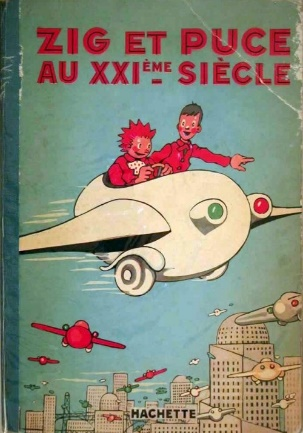 ZIG ET PUCE
AU XXIÈME SIÈCLE
HACHETTE